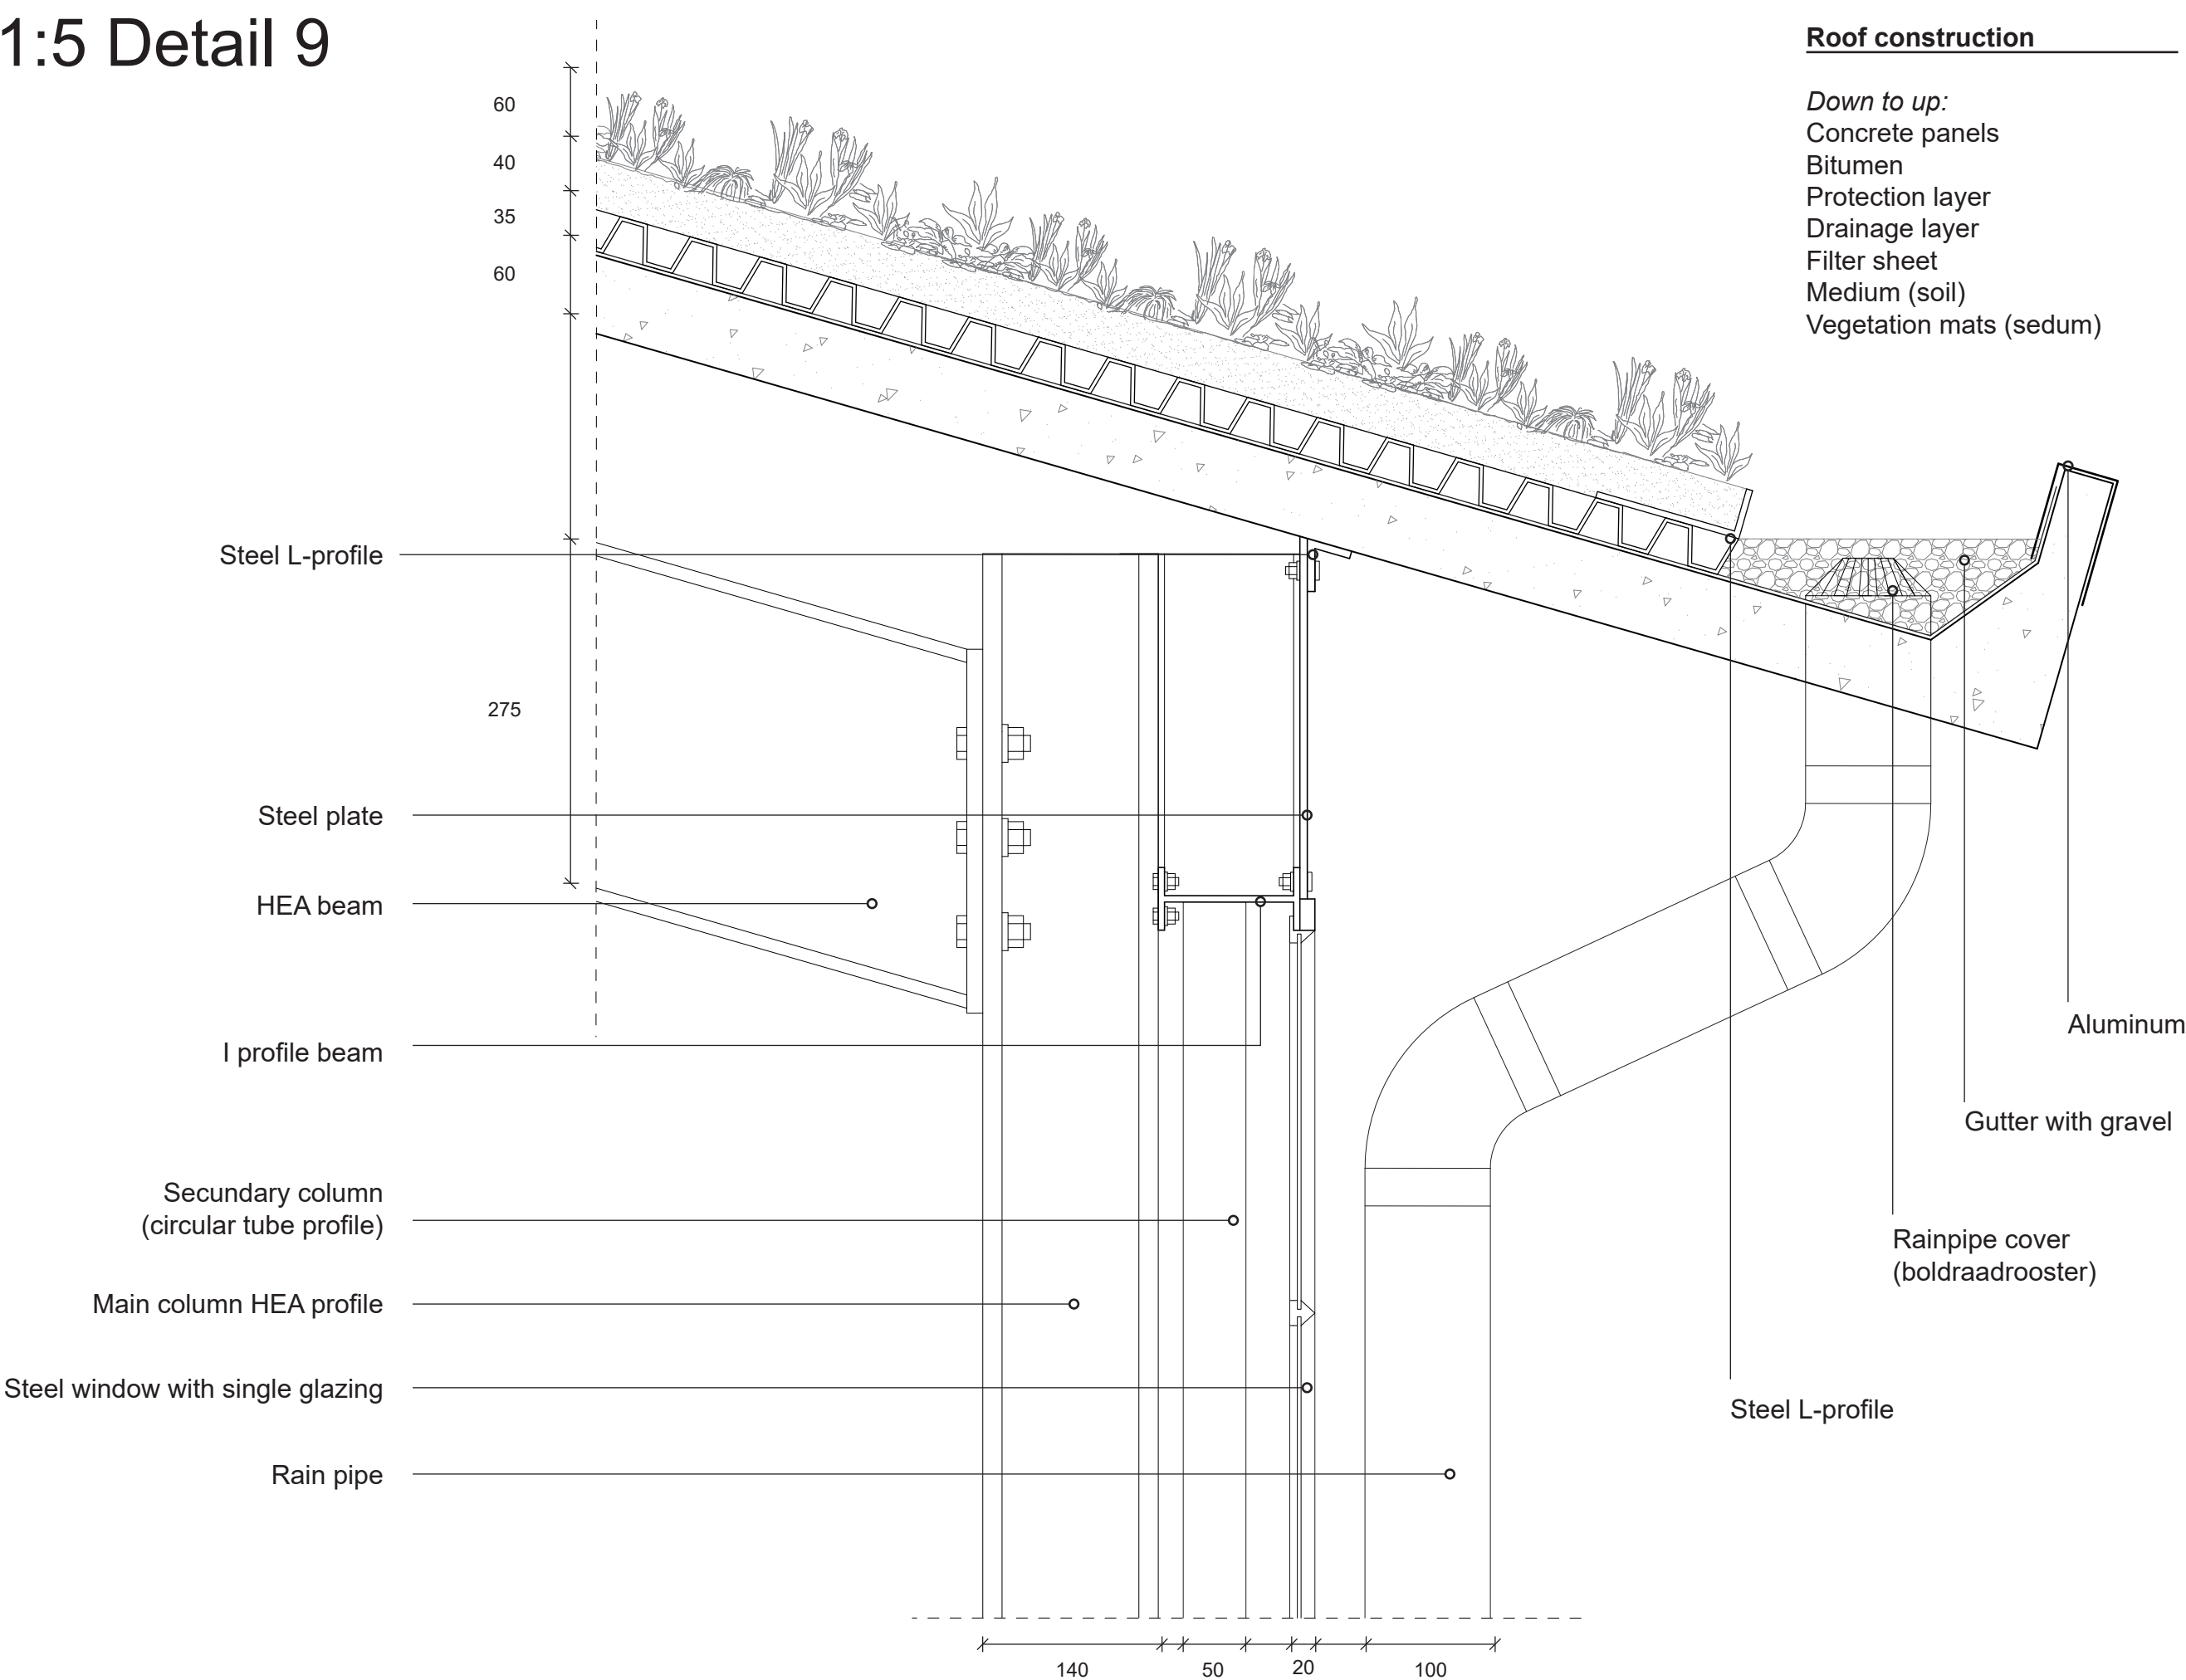 1:5 Detail 9
Roof construction
Down to up:
Concrete panels
Bitumen
Protection layer
Drainage layer
Filter sheet
Medium (soil)
Vegetation mats (sedum)
60
40
35
60
275
Steel L-profile
Steel plate
HEA beam
I profile beam
Secundary column
(circular tube profile)
Main column HEA profile
Steel window with single glazing
Rain pipe
Aluminum
Gutter with gravel
Rainpipe cover
(boldraadrooster)
Steel L-profile
140
50
20
100